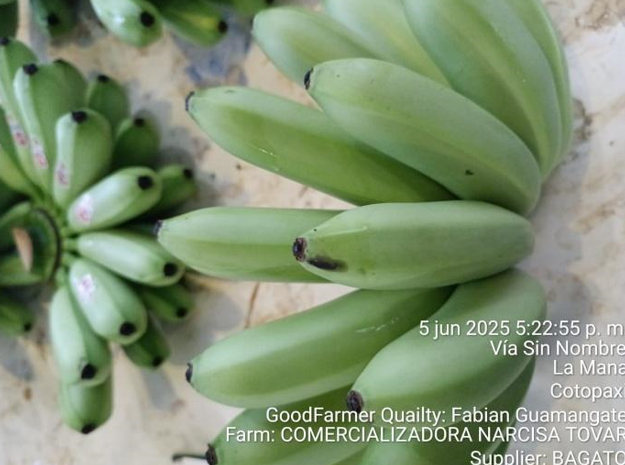 5 jun 2025 5:22:55 p. m
Vía Sin Nombre
La Mana
Cotopaxi
GoodFarmer Quailty: Fabian Guamangate
Farm: COMERCIALIZADORA NARCISA TOVAR
Supplier: BAGATO